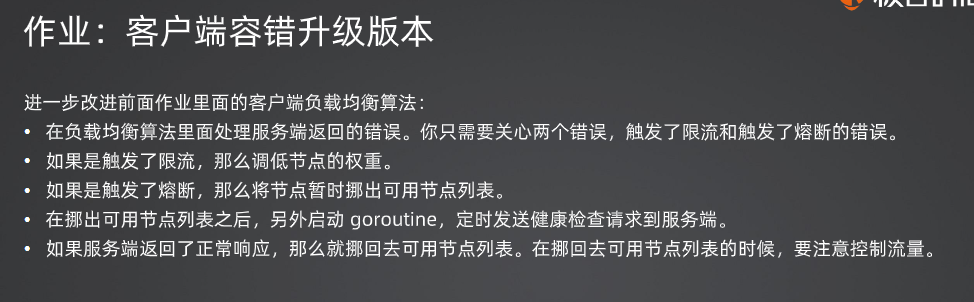 作业：客户端容错升级版本
进一步改进前面作业里面的客户端负载均衡算法：
• 在负载均衡算法里面处理服务端返回的错误。你只需要关心两个错误，触发了限流和触发了熔断的错误。
• 如果是触发了限流，那么调低节点的权重。
• 如果是触发了熔断，那么将节点暂时挪出可用节点列表。
• 在挪出可用节点列表之后，另外启动 goroutine，定时发送健康检查请求到服务端。
• 如果服务端返回了正常响应，那么就挪回去可用节点列表。在挪回去可用节点列表的时候，要注意控制流量。